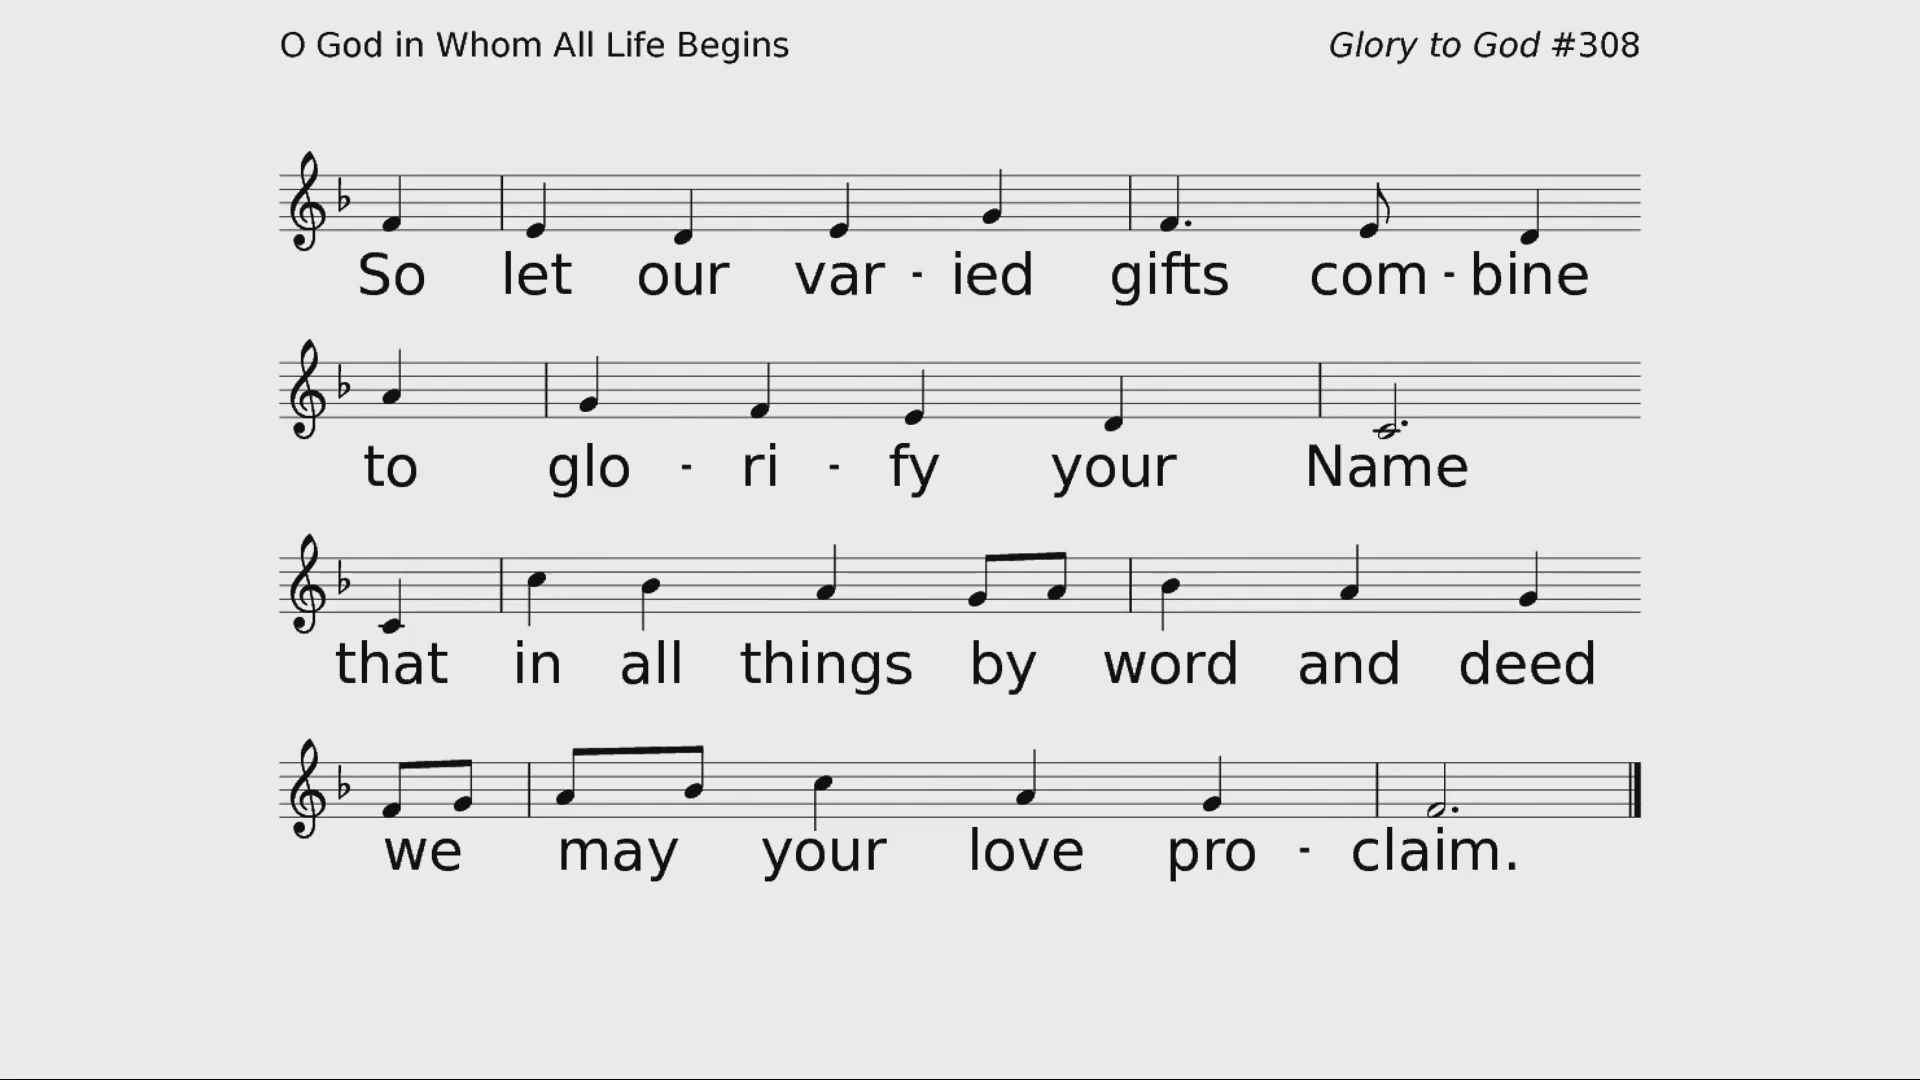 O God in Whom All Life Begins
Glory to God #308
So let our var - ied gifts com - bine
to glo - ri - fy your Name
that in all things by word and deed
we may your love pro - claim.